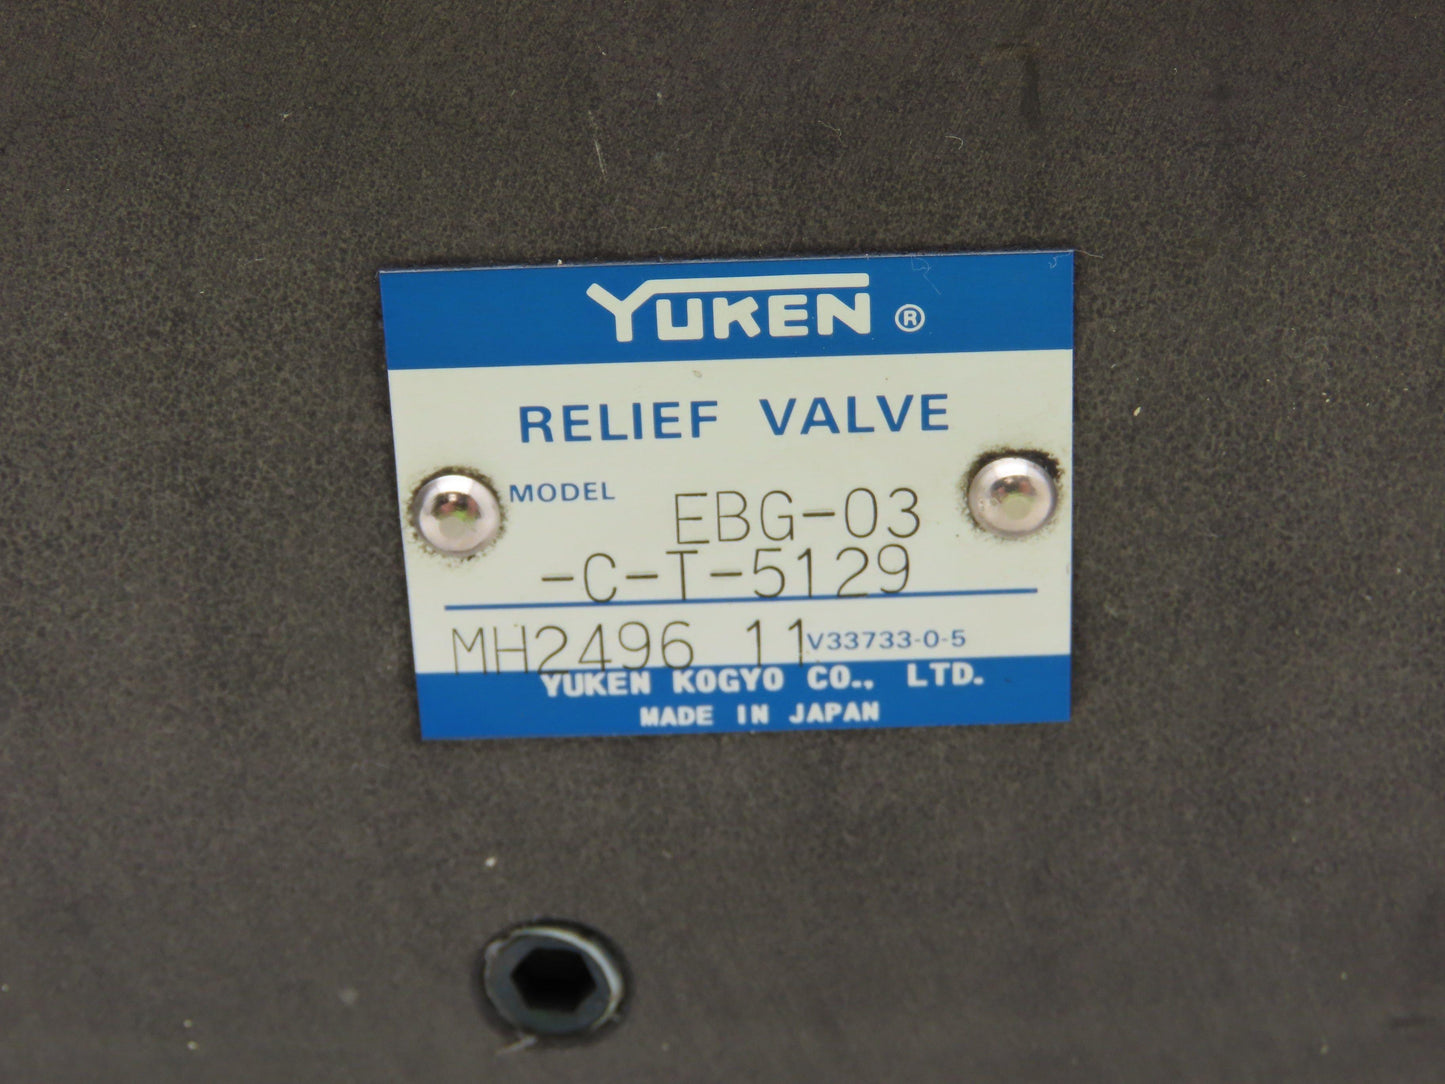 YUKEN ®
RELIEF VALVE
MODEL EBG-03
-C-T-5129
MH2496 11 V33733-0-5
YUKEN KOGYO CO., LTD.
MADE IN JAPAN